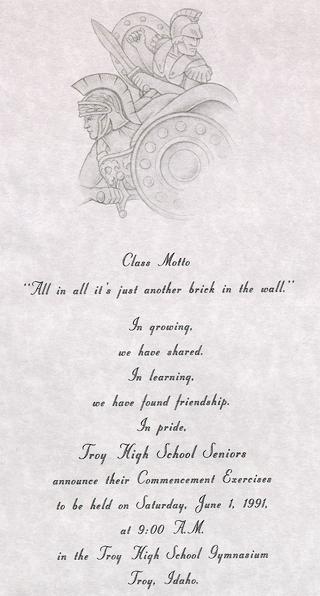 Class Motto
"All in all it's just another brick in the wall."
In growing,
we have shared.
In learning,
we have found friendship.
In pride,
Troy High School Seniors
announce their Commencement Exercises
to be held on Saturday, June 1, 1991,
at 9:00 A.M.
in the Troy High School Gymnasium
Troy, Idaho.